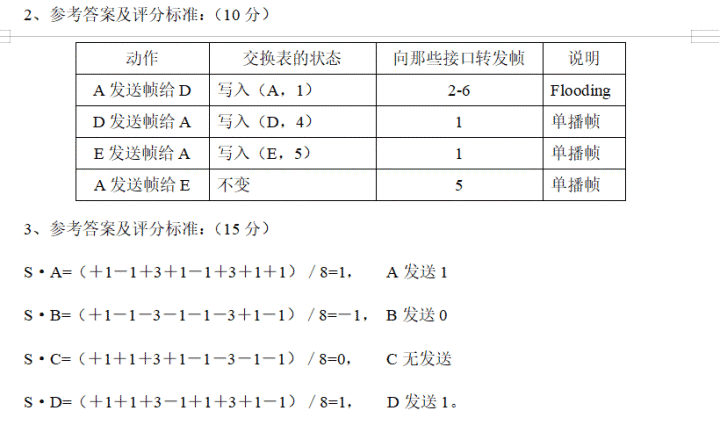 2、参考答案及评分标准：（10 分）
动作 交换表的状态 向那些接口转发帧 说明
A 发送帧给 D 写入（A，1） 2-6 Flooding
D 发送帧给 A 写入（D，4） 1 单播帧
E 发送帧给 A 写入（E，5） 1 单播帧
A 发送帧给 E 不变 5 单播帧
3、参考答案及评分标准：（15 分）
S·A=（＋1－1＋3＋1－1＋3＋1＋1）/8=1， A 发送 1
S·B=（＋1－1－3－1－1－3＋1－1）/8=－1， B 发送 0
S·C=（＋1＋1＋3＋1－1－3－1－1）/8=0， C 无发送
S·D=（＋1＋1＋3－1＋1＋3＋1－1）/8=1， D 发送 1。